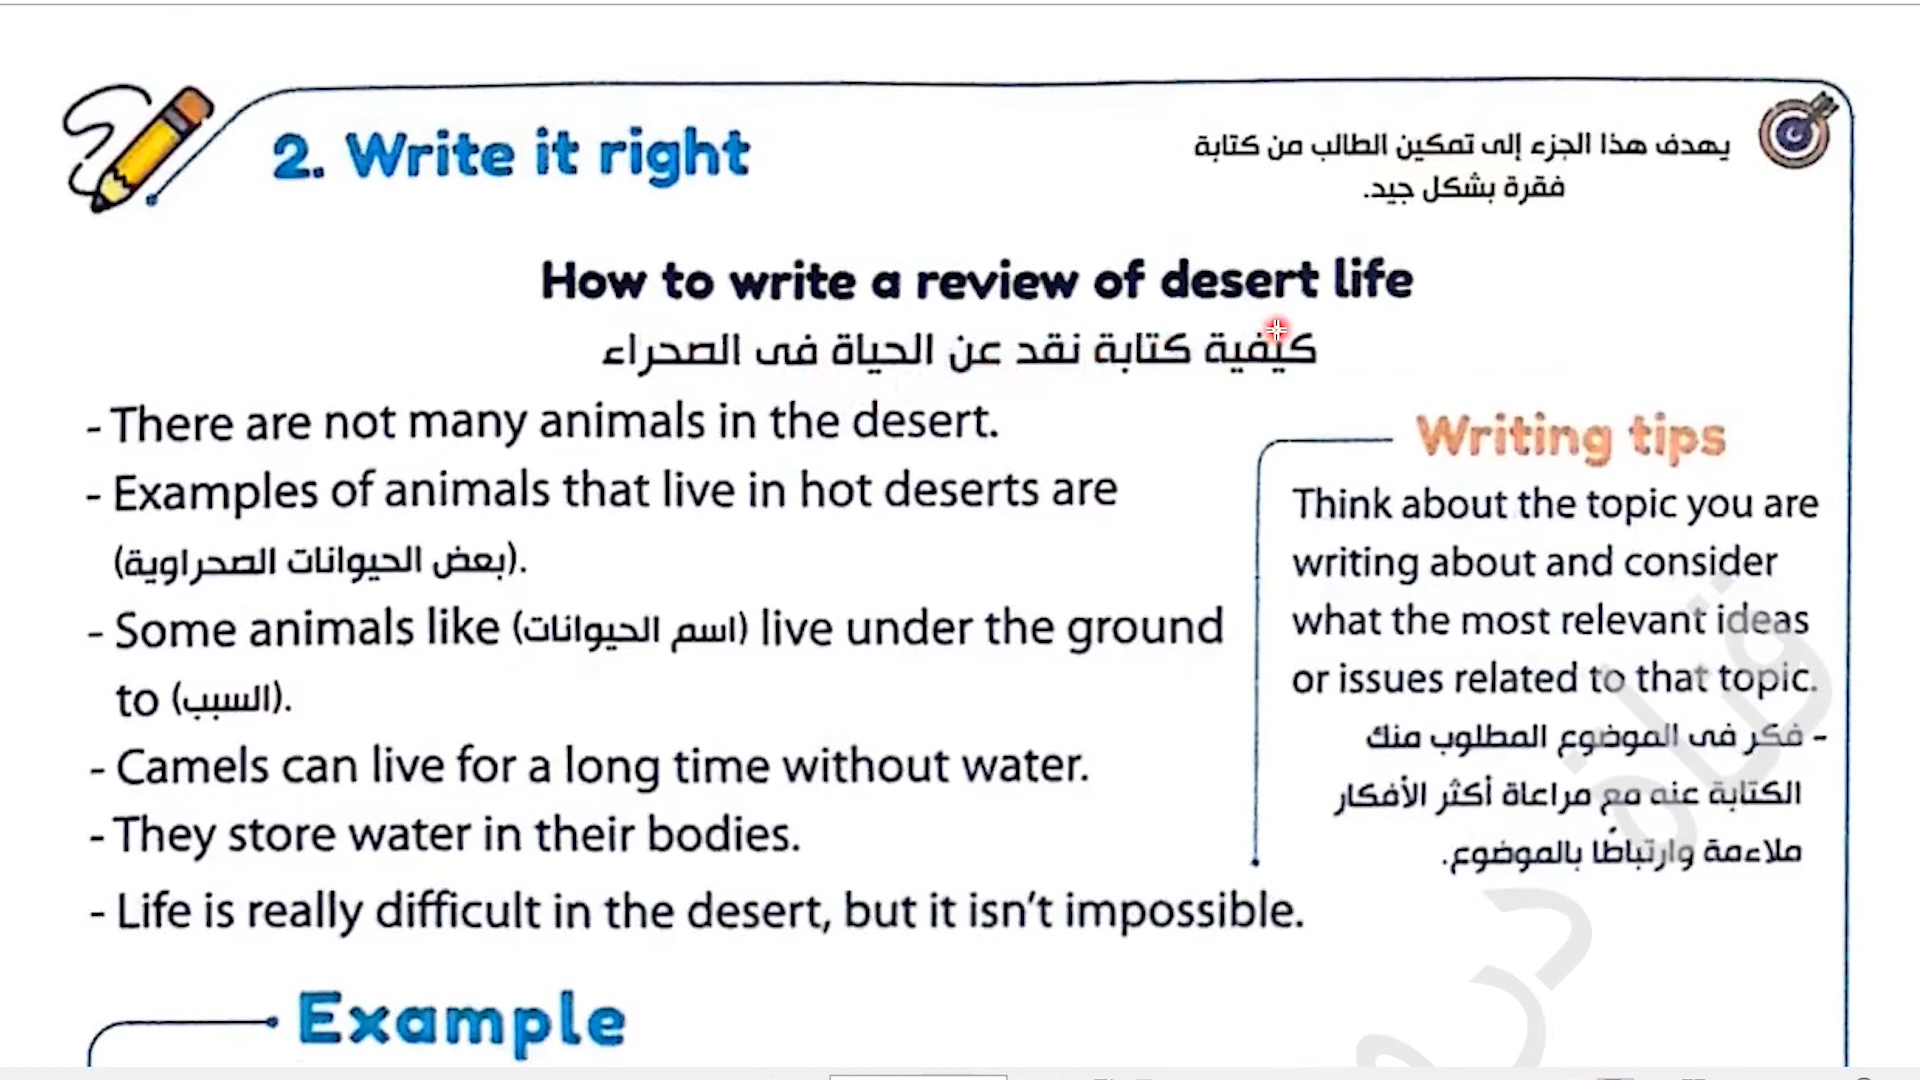 2. Write it right
يهدف هذا الجزء إلى تمكين الطالب من كتابة
فقرة بشكل جيد.
How to write a review of desert life
كيفية كتابة نقد عن الحياة فى الصحراء
- There are not many animals in the desert.
- Examples of animals that live in hot deserts are
(بعض الحيوانات الصحراوية).
- Some animals like (اسم الحيوانات) live under the ground
to (السبب).
- Camels can live for a long time without water.
- They store water in their bodies.
- Life is really difficult in the desert, but it isn't impossible.
Writing tips
Think about the topic you are
writing about and consider
what the most relevant ideas
or issues related to that topic.
- فكر فى الموضوع المطلوب منك
الكتابة عنه مع مراعاة أكثر الأفكار
ملاءمة وارتباطًا بالموضوع.
Example